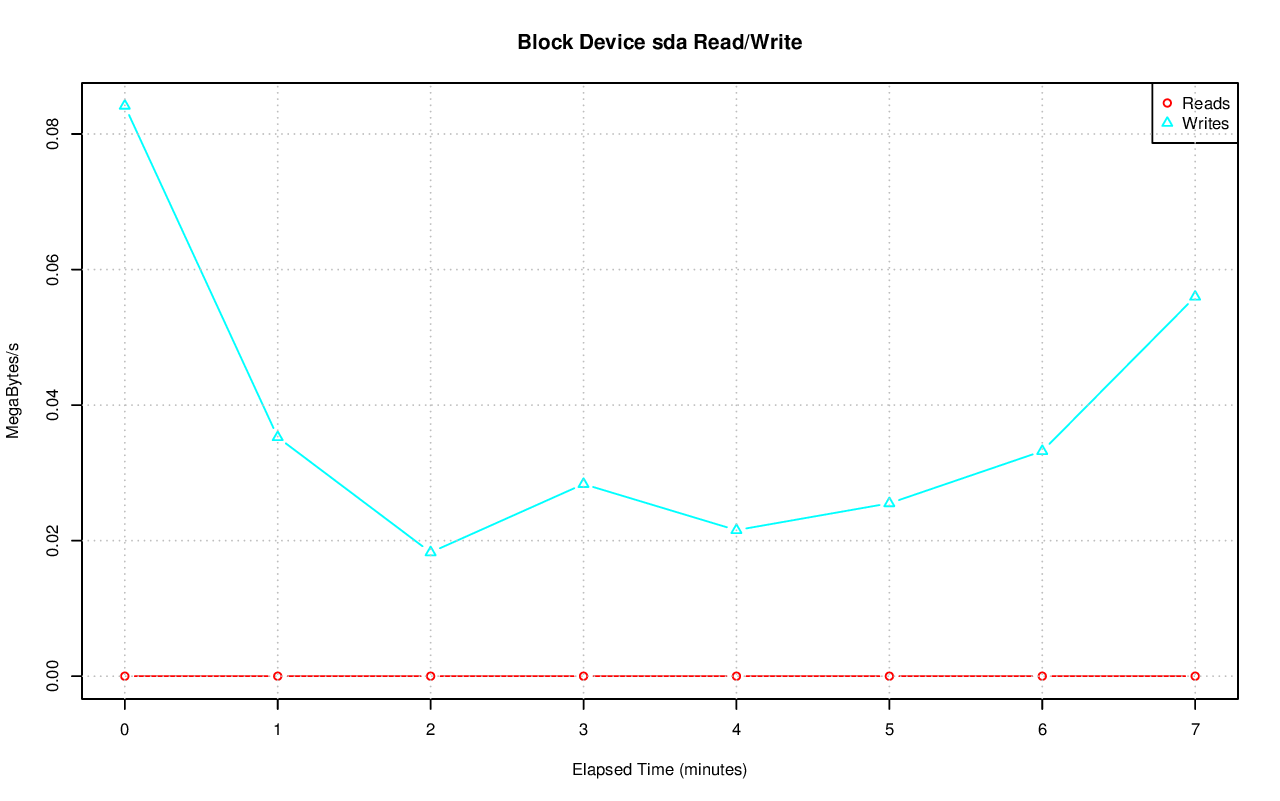 Block Device sda Read/Write
Reads
Writes
MegaBytes/s
0.08
0.06
0.04
0.02
0.00
0 1 2 3 4 5 6 7
Elapsed Time (minutes)